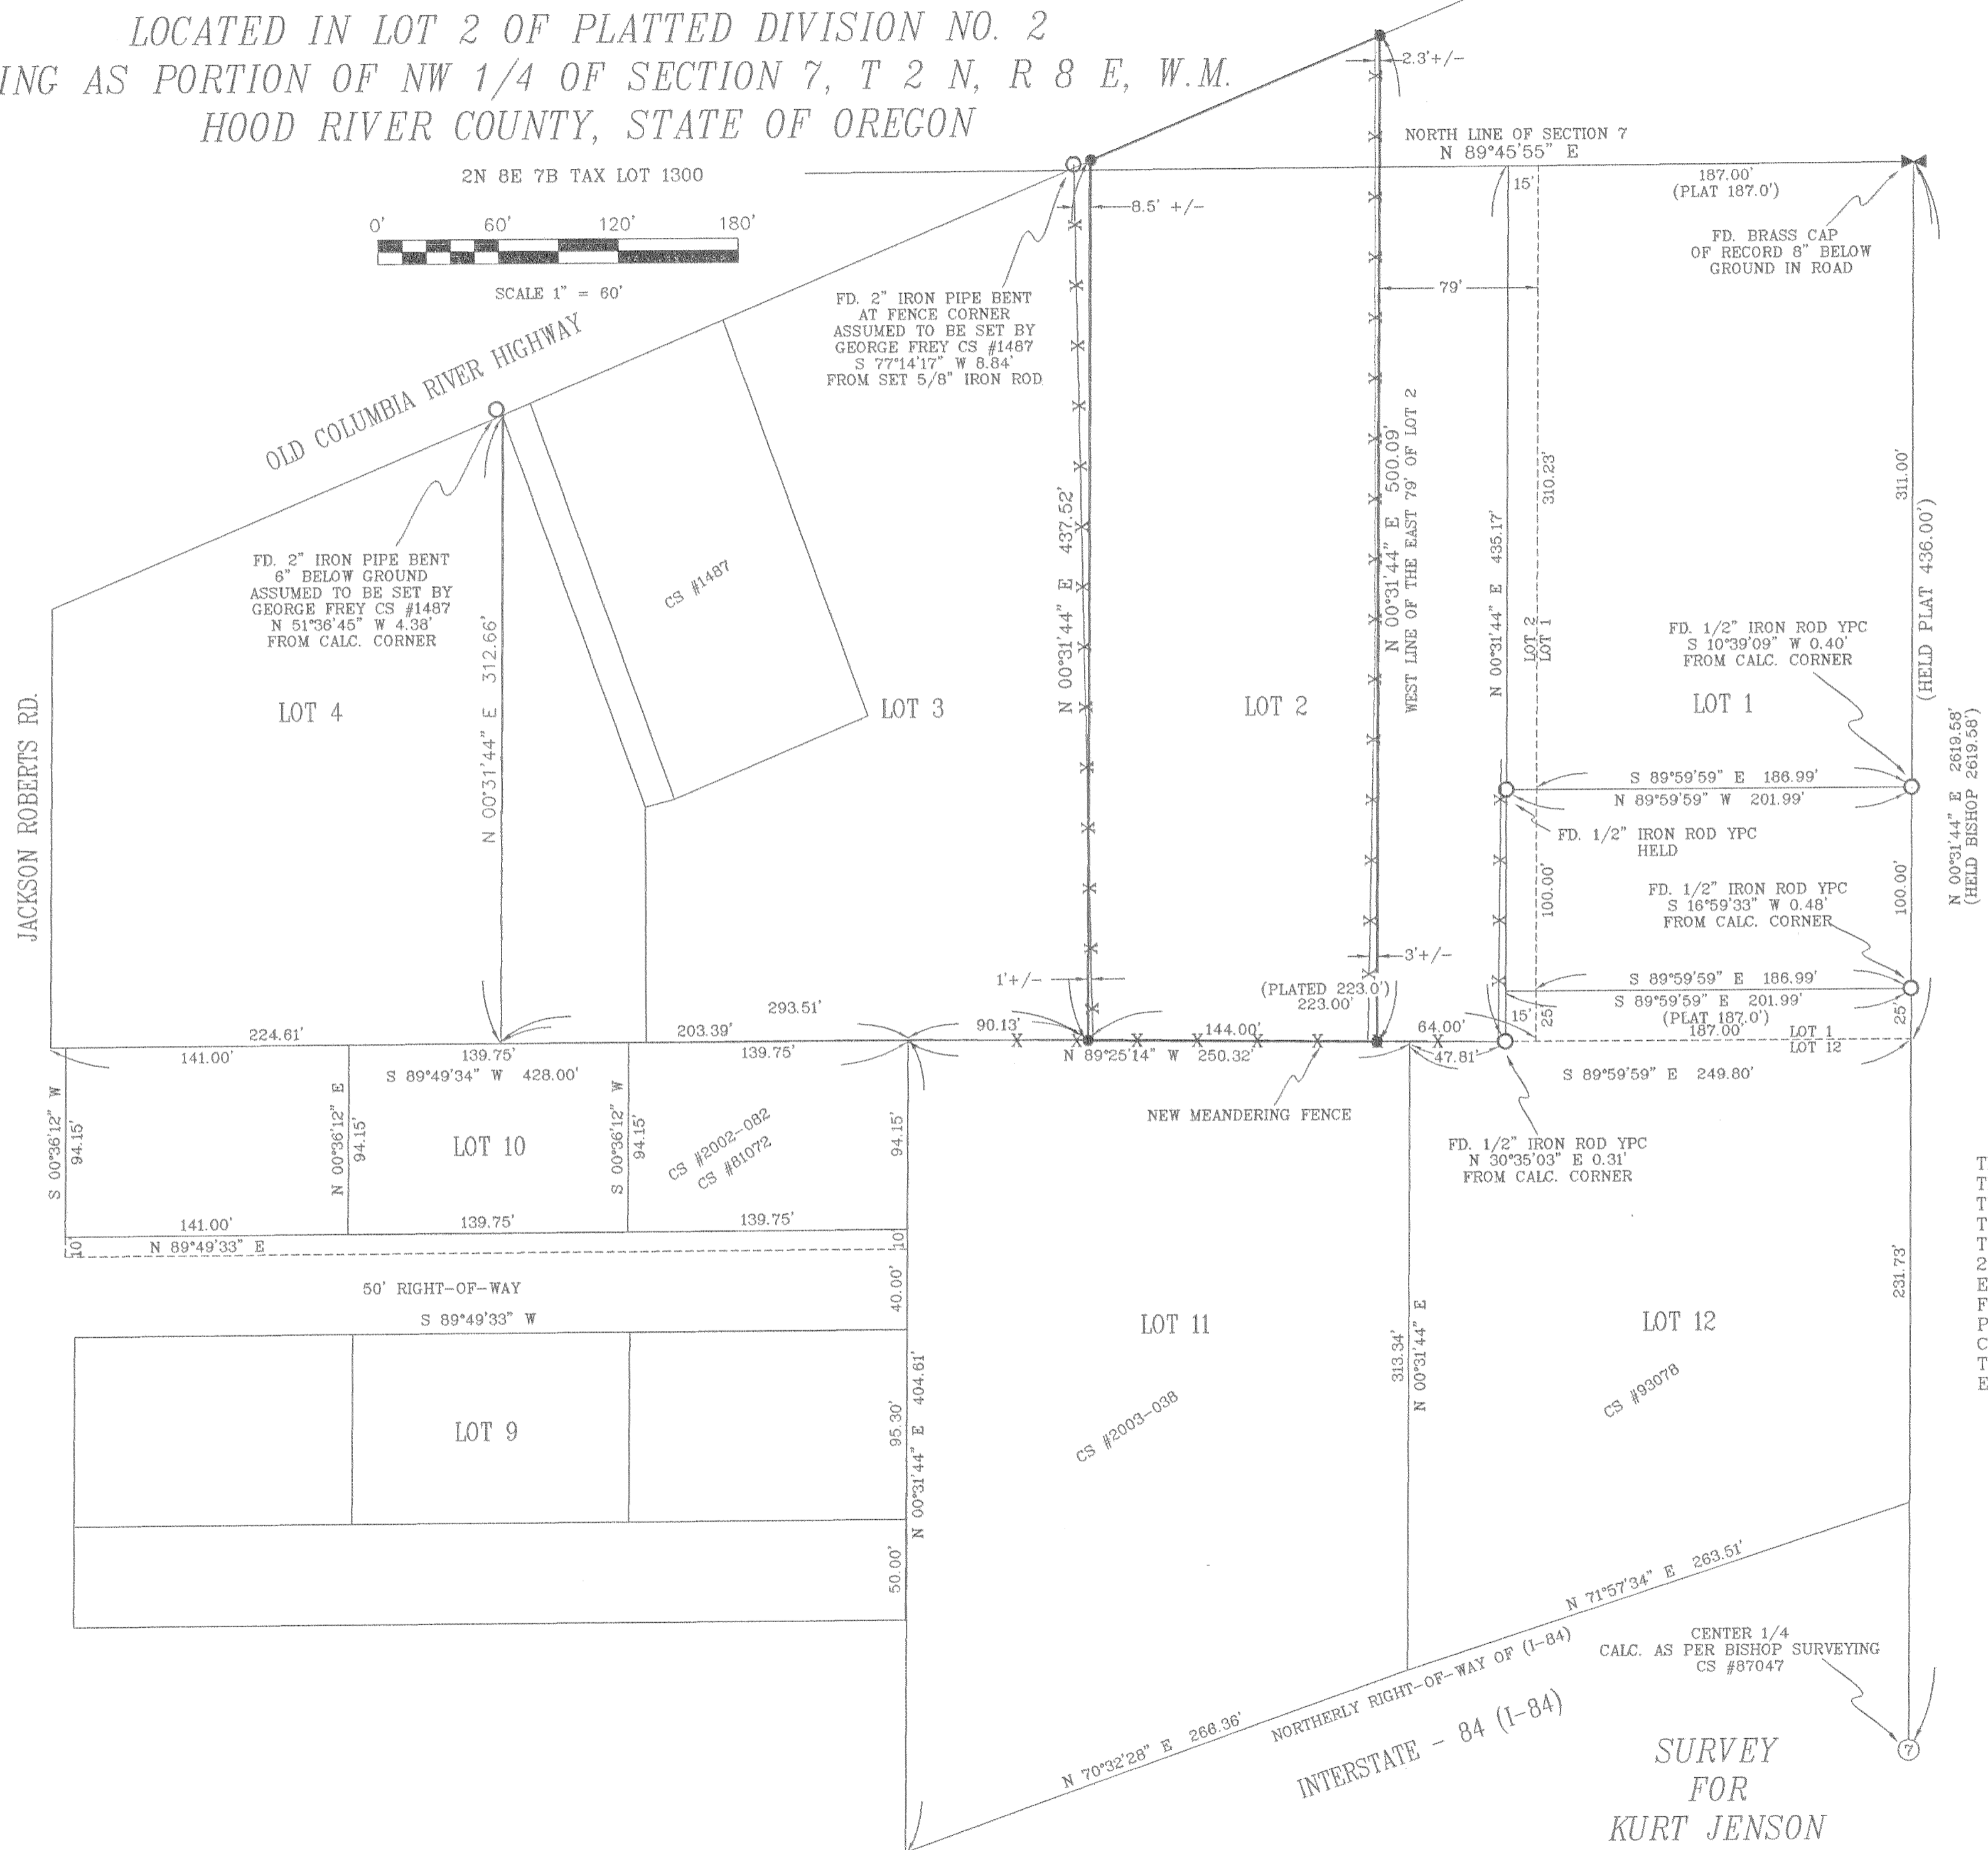 LOCATED IN LOT 2 OF PLATTED DIVISION NO. 2
ING AS PORTION OF NW 1/4 OF SECTION 7, T 2 N, R 8 E, W.M.
HOOD RIVER COUNTY, STATE OF OREGON
2N 8E 7B TAX LOT 1300
0' 60' 120' 180'
SCALE 1" = 60'
2.3'+/-
NORTH LINE OF SECTION 7
N 89°45'55" E
15'
187.00'
(PLAT 187.0')
8.5' +/-
FD. BRASS CAP
OF RECORD 8" BELOW
GROUND IN ROAD
79'
FD. 2" IRON PIPE BENT
AT FENCE CORNER
ASSUMED TO BE SET BY
GEORGE FREY CS #1487
S 77°14'17" W 8.84'
FROM SET 5/8" IRON ROD
OLD COLUMBIA RIVER HIGHWAY
FD. 2" IRON PIPE BENT
6" BELOW GROUND
ASSUMED TO BE SET BY
GEORGE FREY CS #1487
N 51°36'45" W 4.38'
FROM CALC. CORNER
CS #1487
N 00°31'44" E 312.66'
N 00°31'44" E 437.52'
N 00°31'44" E 500.09'
WEST LINE OF THE EAST 79' OF LOT 2
N 00°31'44" E 435.17'
310.23'
LOT 2
LOT 1
311.00'
(HELD PLAT 436.00')
N 00°31'44" E 2619.58'
(HELD BISHOP 2619.58')
FD. 1/2" IRON ROD YPC
S 10°39'09" W 0.40'
FROM CALC. CORNER
JACKSON ROBERTS RD.
LOT 4
LOT 3
LOT 2
LOT 1
S 89°59'59" E 186.99'
N 89°59'59" W 201.99'
FD. 1/2" IRON ROD YPC
HELD
100.00'
100.00'
FD. 1/2" IRON ROD YPC
S 16°59'33" W 0.48'
FROM CALC. CORNER
3'+/-
1'+/-
(PLATED 223.0')
223.00'
S 89°59'59" E 186.99'
S 89°59'59" E 201.99'
(PLAT 187.0')
187.00'
15'
25'
25'
LOT 1
LOT 12
293.51'
224.61'
203.39'
90.13'
144.00'
64.00'
141.00'
139.75'
139.75'
N 89°25'14" W 250.32'
47.81'
S 89°49'34" W 428.00'
S 89°59'59" E 249.80'
NEW MEANDERING FENCE
FD. 1/2" IRON ROD YPC
N 30°35'03" E 0.31'
FROM CALC. CORNER
S 00°36'12" W
94.15'
N 00°36'12" E
94.15'
LOT 10
S 00°36'12" W
94.15'
CS #2002-082
CS #81072
94.15'
141.00'
139.75'
139.75'
10'
N 89°49'33" E
10'
50' RIGHT-OF-WAY
S 89°49'33" W
40.00'
LOT 9
95.30'
N 00°31'44" E 404.61'
50.00'
LOT 11
CS #2003-038
313.34'
N 00°31'44" E
LOT 12
CS #93078
231.73'
T
T
T
T
T
2
E
F
P
C
T
E
N 70°32'28" E 266.36'
NORTHERLY RIGHT-OF-WAY OF (I-84)
N 71°57'34" E 263.51'
INTERSTATE - 84 (I-84)
CENTER 1/4
CALC. AS PER BISHOP SURVEYING
CS #87047
7
SURVEY
FOR
KURT JENSON